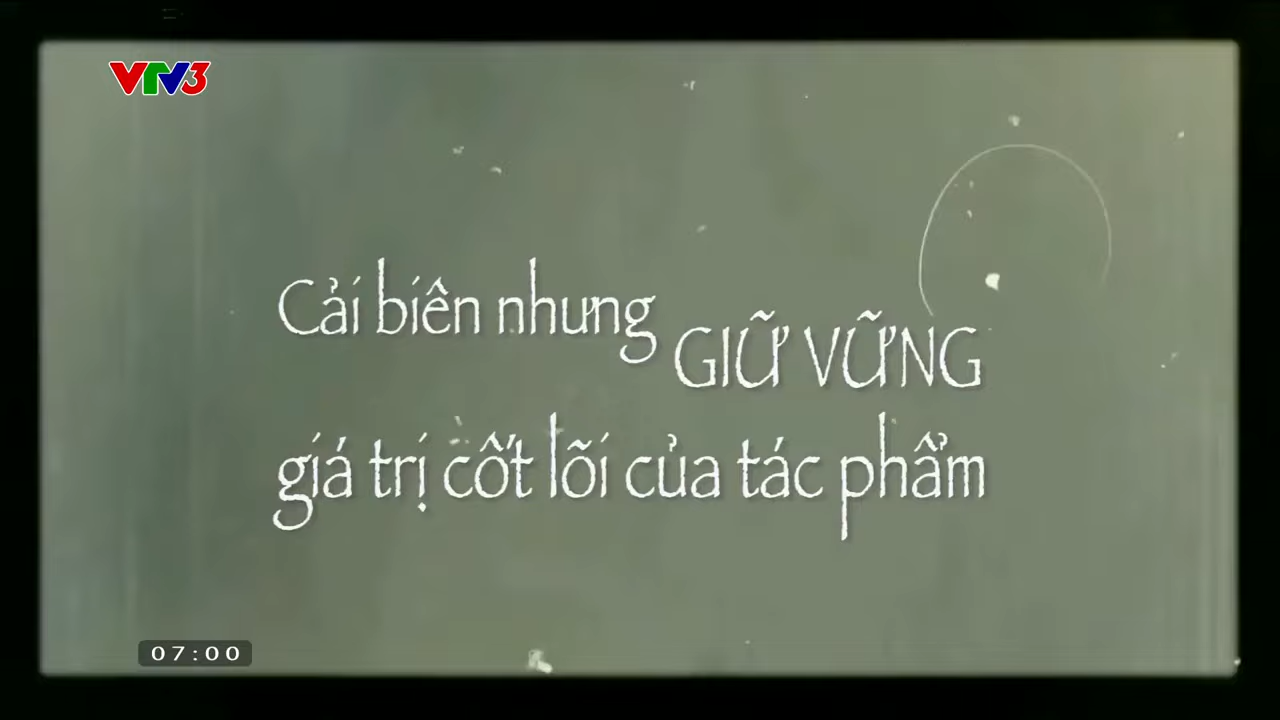 VTV3
Cải biên nhưng
GIỮ VỮNG
giá trị cốt lõi của tác phẩm
07:00